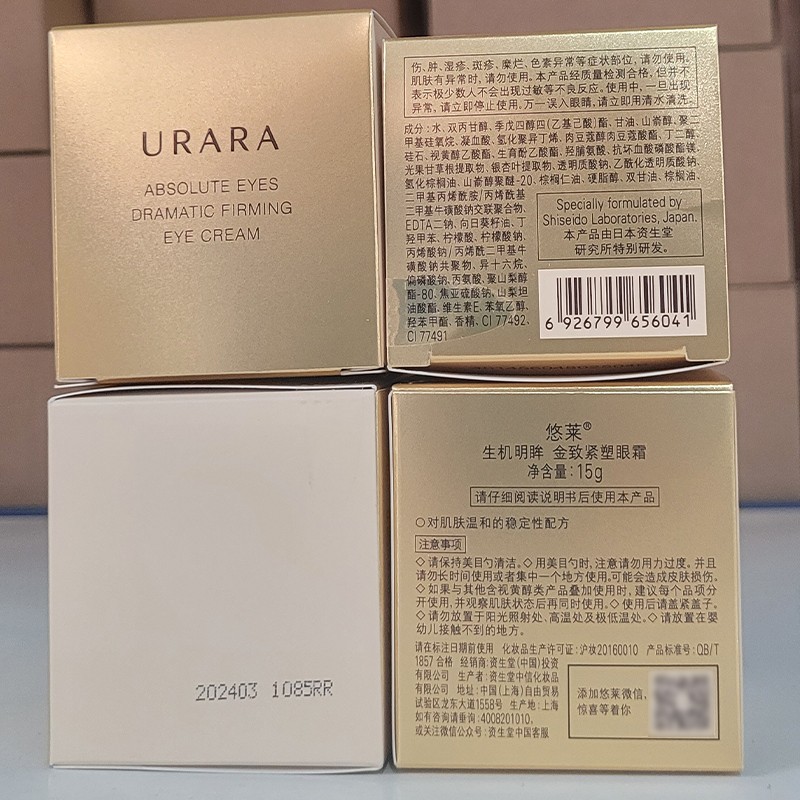 URARA
ABSOLUTE EYES
DRAMATIC FIRMING
EYE CREAM
伤、肿、湿疹、斑疹、糜烂、色素异常等症状部位，请勿使用。
肌肤有异常时，请勿使用。本产品经质量检测合格，但并不
表示极少数人不会出现过敏等不良反应。使用中，一旦出现
异常，请立即停止使用，万一误入眼睛，请立即用清水清洗。
成分：水、双丙甘醇、季戊四醇四(乙基己酸)酯、甘油、山嵛醇、聚二
甲基硅氧烷、凝血酸、氢化聚异丁烯、肉豆蔻醇肉豆蔻酸酯、丁二醇、
硅石、视黄醇乙酸酯、生育酚乙酸酯、羟脯氨酸、抗坏血酸磷酸酯镁、
光果甘草根提取物、银杏叶提取物、透明质酸钠、乙酰化透明质酸钠、
氢化棕榈油、山嵛醇聚醚-20、棕榈仁油、硬脂醇、双甘油、棕榈油、
二甲基丙烯酰胺/丙烯酰基
二甲基牛磺酸钠交联聚合物、
EDTA二钠、向日葵籽油、丁
羟甲苯、柠檬酸、柠檬酸钠、
丙烯酸钠/丙烯酰二甲基牛
磺酸钠共聚物、异十六烷、
偏磷酸钠、丙氨酸、聚山梨醇
酯-80、焦亚硫酸钠、山梨坦
油酸酯、维生素E、苯氧乙醇、
羟苯甲酯、香精、CI 77492、
CI 77491
Specially formulated by
Shiseido Laboratories, Japan.
本产品由日本资生堂
研究所特别研发。
6 926799 656041
202403 1085RR
悠莱®
生机明眸 金致紧塑眼霜
净含量：15g
请仔细阅读说明书后使用本产品
○对肌肤温和的稳定性配方
注意事项
◇请保持美目勺清洁。◇用美目勺时，注意请勿用力过度。并且
请勿长时间使用或者集中一个地方使用，可能会造成皮肤损伤。
◇如果与其他含视黄醇类产品叠加使用时，建议每个品项分
开使用，并观察肌肤状态后再同时使用。◇使用后请盖紧盖子。
◇请勿放置于阳光照射处、高温处及极低温处。◇请放置在婴
幼儿接触不到的地方。
请在标注日期前使用 化妆品生产许可证：沪妆20160010 产品标准号：QB/T
1857 合格 经销商：资生堂(中国)投资
有限公司 生产者：资生堂中信化妆品
有限公司 地址：中国(上海)自由贸易
试验区龙东大道1558号 生产地：上海
如有咨询请垂询：4008201010，
或关注微信公众号：资生堂中国客服
添加悠莱微信，
惊喜等着你